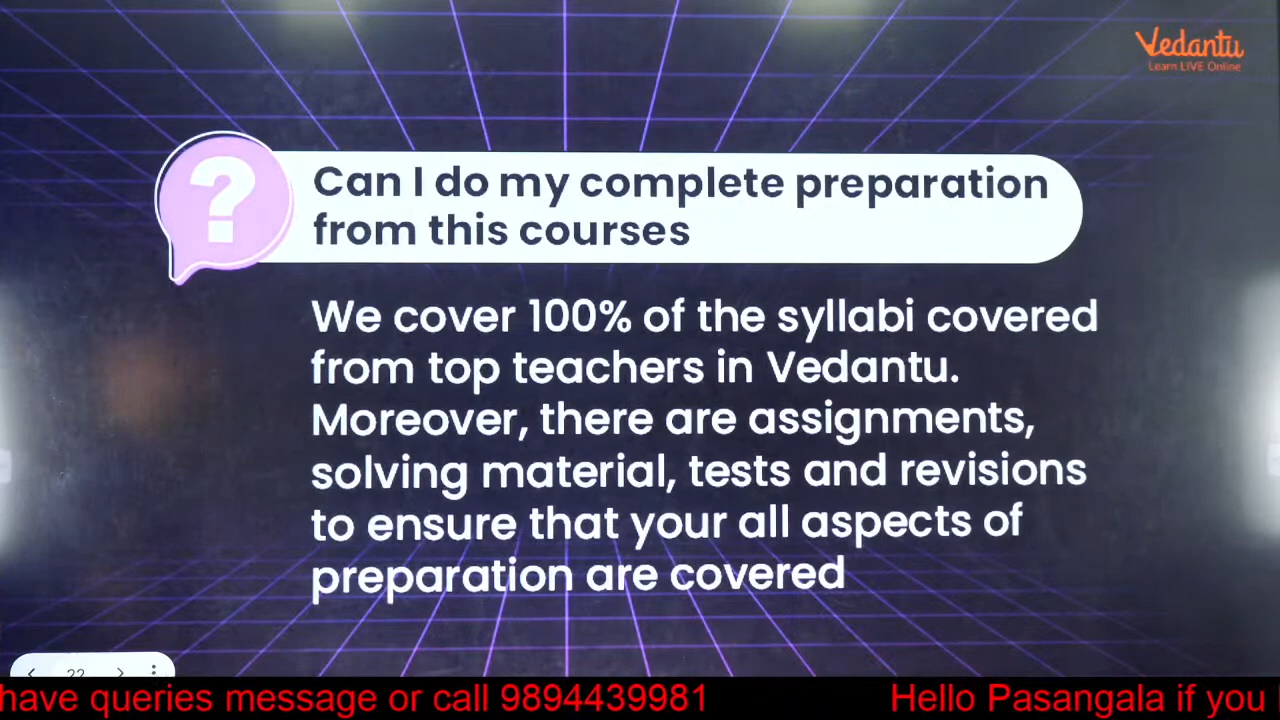 Vedantu
Learn LIVE Online
?
Can I do my complete preparation
from this courses
We cover 100% of the syllabi covered
from top teachers in Vedantu.
Moreover, there are assignments,
solving material, tests and revisions
to ensure that your all aspects of
preparation are covered
22
have queries message or call 9894439981 Hello Pasangala if you